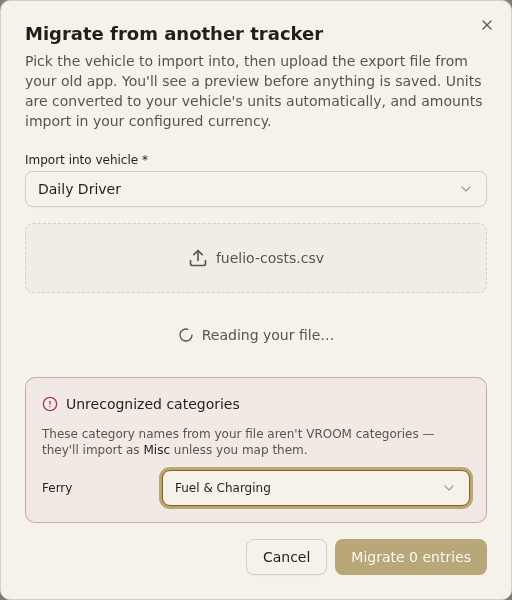 Migrate from another tracker
Pick the vehicle to import into, then upload the export file from
your old app. You'll see a preview before anything is saved. Units
are converted to your vehicle's units automatically, and amounts
import in your configured currency.
Import into vehicle *
Daily Driver
fuelio-costs.csv
Reading your file…
Unrecognized categories
These category names from your file aren't VROOM categories —
they'll import as Misc unless you map them.
Ferry
Fuel & Charging
Cancel
Migrate 0 entries